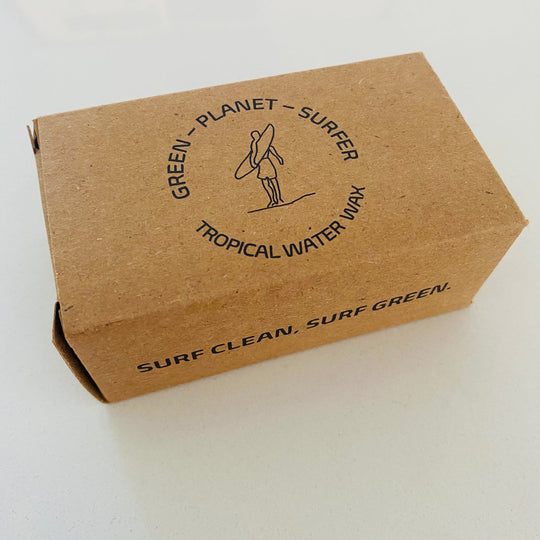 GREEN - PLANET - SURFER
TROPICAL WATER WAX
SURF CLEAN. SURF GREEN.